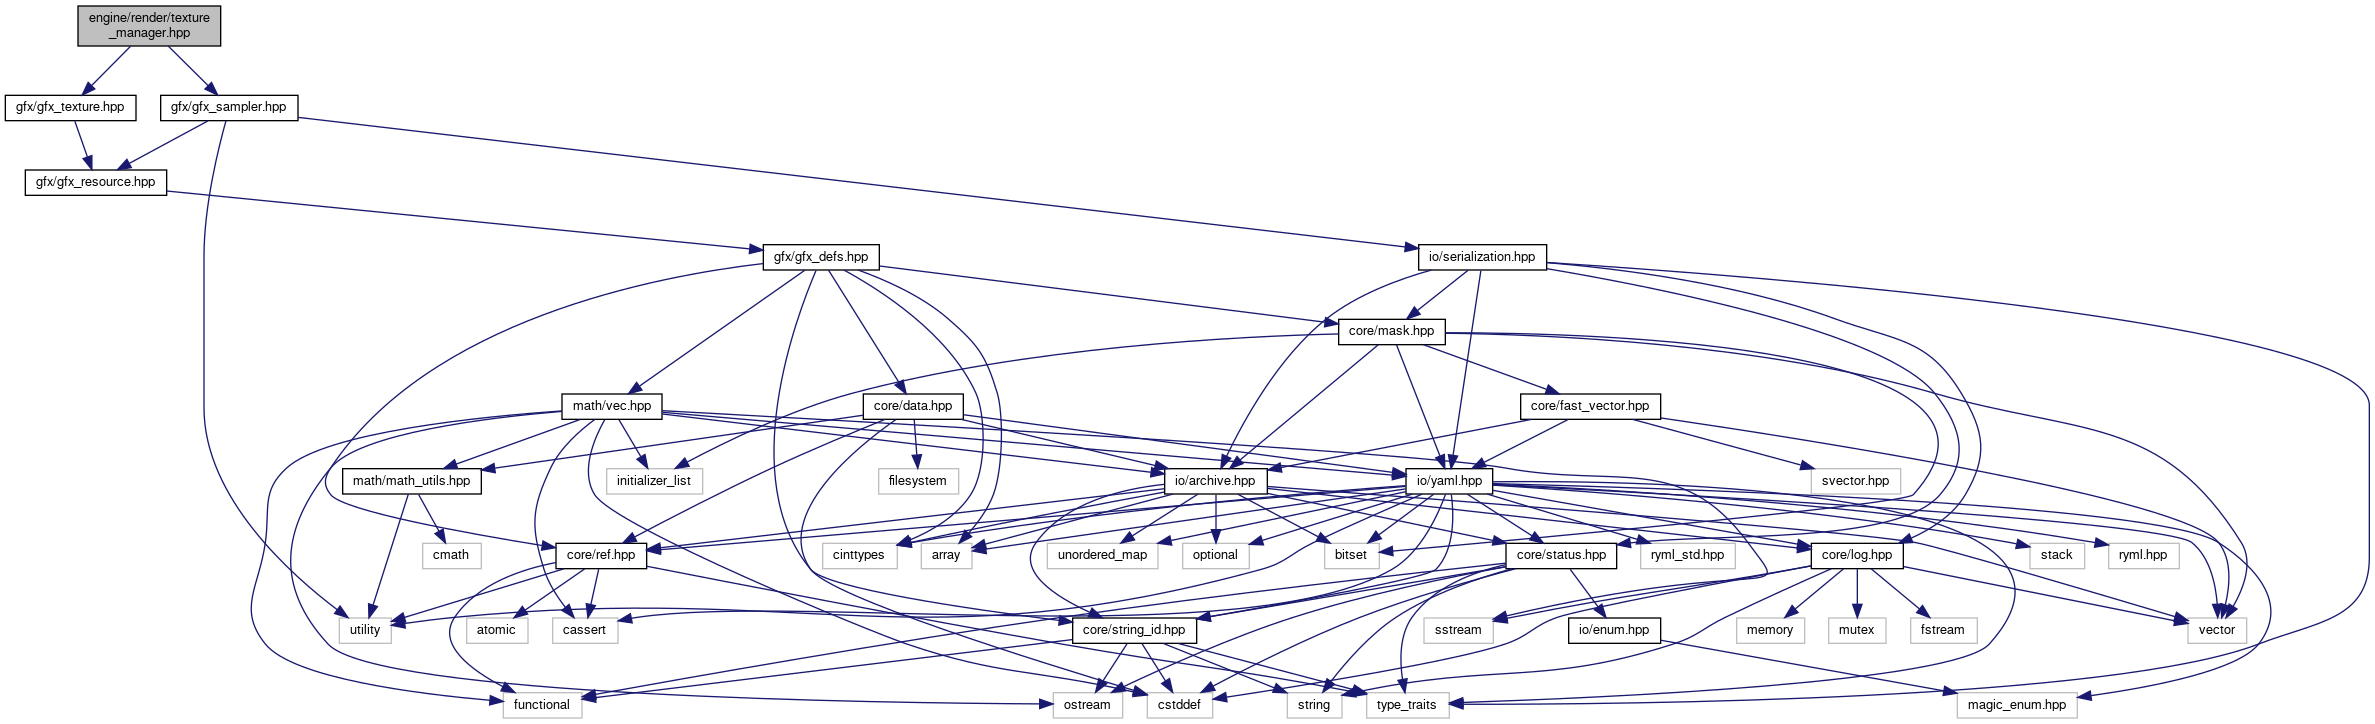 engine/render/texture
_manager.hpp
gfx/gfx_texture.hpp
gfx/gfx_sampler.hpp
gfx/gfx_resource.hpp
gfx/gfx_defs.hpp
io/serialization.hpp
core/mask.hpp
math/vec.hpp
core/data.hpp
core/fast_vector.hpp
math/math_utils.hpp
initializer_list
filesystem
io/archive.hpp
io/yaml.hpp
svector.hpp
cmath
core/ref.hpp
cinttypes
array
unordered_map
optional
bitset
core/status.hpp
ryml_std.hpp
core/log.hpp
stack
ryml.hpp
utility
atomic
cassert
core/string_id.hpp
sstream
io/enum.hpp
memory
mutex
fstream
vector
functional
ostream
cstddef
string
type_traits
magic_enum.hpp